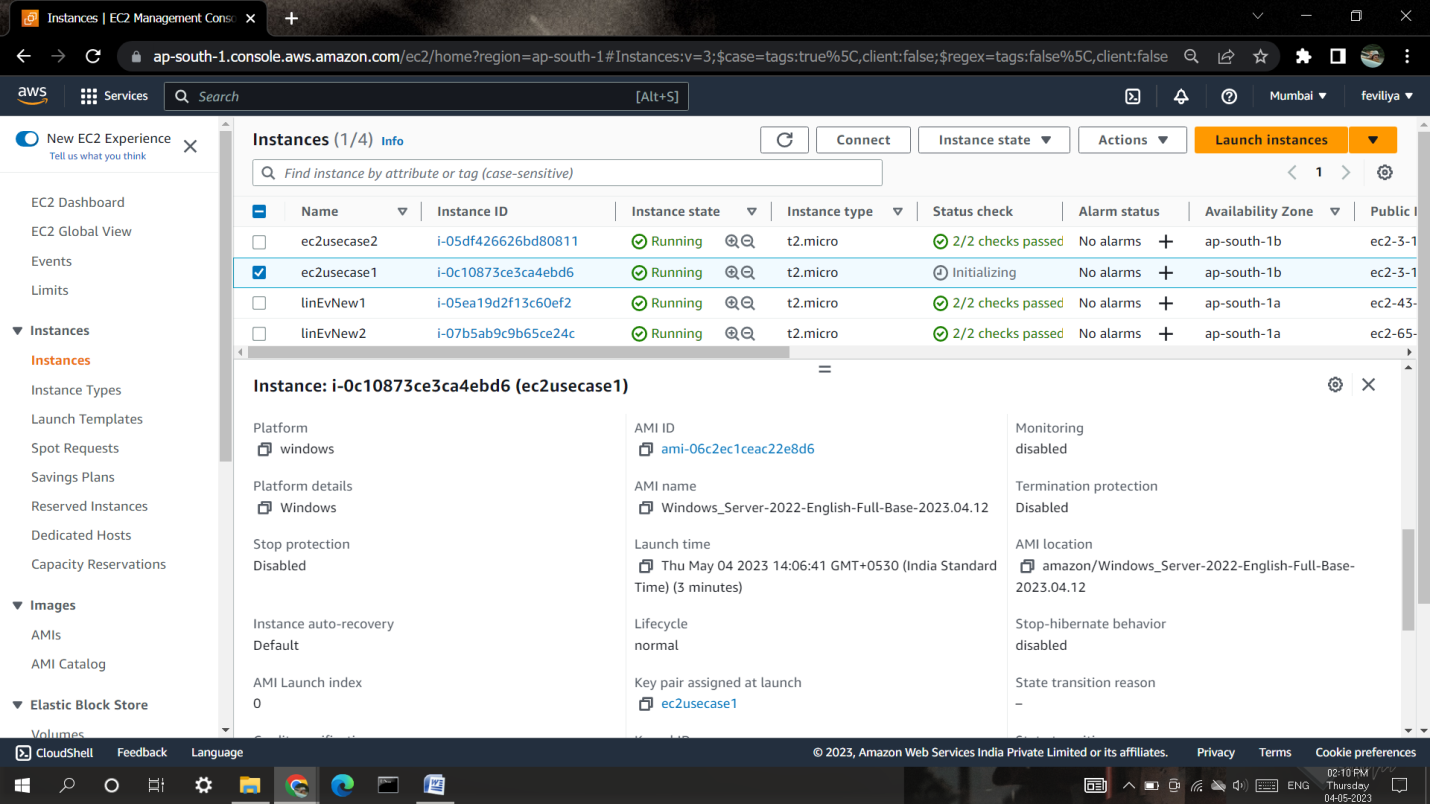 Instances | EC2 Management Conso
ap-south-1.console.aws.amazon.com/ec2/home?region=ap-south-1#Instances:v=3;$case=tags:true%5C,client:false;$regex=tags:false%5C,client:false
aws Services Search [Alt+S] Mumbai feviliya
New EC2 Experience
Tell us what you think
EC2 Dashboard
EC2 Global View
Events
Limits
Instances
Instances
Instance Types
Launch Templates
Spot Requests
Savings Plans
Reserved Instances
Dedicated Hosts
Capacity Reservations
Images
AMIs
AMI Catalog
Elastic Block Store
Volumes
Instances (1/4) Info Connect Instance state Actions Launch instances
Find instance by attribute or tag (case-sensitive) 1
Name Instance ID Instance state Instance type Status check Alarm status Availability Zone Public I
ec2usecase2 i-05df426626bd80811 Running t2.micro 2/2 checks passed No alarms + ap-south-1b ec2-3-1
ec2usecase1 i-0c10873ce3ca4ebd6 Running t2.micro Initializing No alarms + ap-south-1b ec2-3-1
linEvNew1 i-05ea19d2f13c60ef2 Running t2.micro 2/2 checks passed No alarms + ap-south-1a ec2-43-
linEvNew2 i-07b5ab9c9b65ce24c Running t2.micro 2/2 checks passed No alarms + ap-south-1a ec2-65-
Instance: i-0c10873ce3ca4ebd6 (ec2usecase1)
Platform AMI ID Monitoring
windows ami-06c2ec1ceac22e8d6 disabled
Platform details AMI name Termination protection
Windows Windows_Server-2022-English-Full-Base-2023.04.12 Disabled
Stop protection Launch time AMI location
Disabled Thu May 04 2023 14:06:41 GMT+0530 (India Standard amazon/Windows_Server-2022-English-Full-Base-
Time) (3 minutes) 2023.04.12
Instance auto-recovery Lifecycle Stop-hibernate behavior
Default normal disabled
AMI Launch index Key pair assigned at launch State transition reason
0 ec2usecase1 –
CloudShell Feedback Language © 2023, Amazon Web Services India Private Limited or its affiliates. Privacy Terms Cookie preferences
ENG
02:10 PM
Thursday
04-05-2023